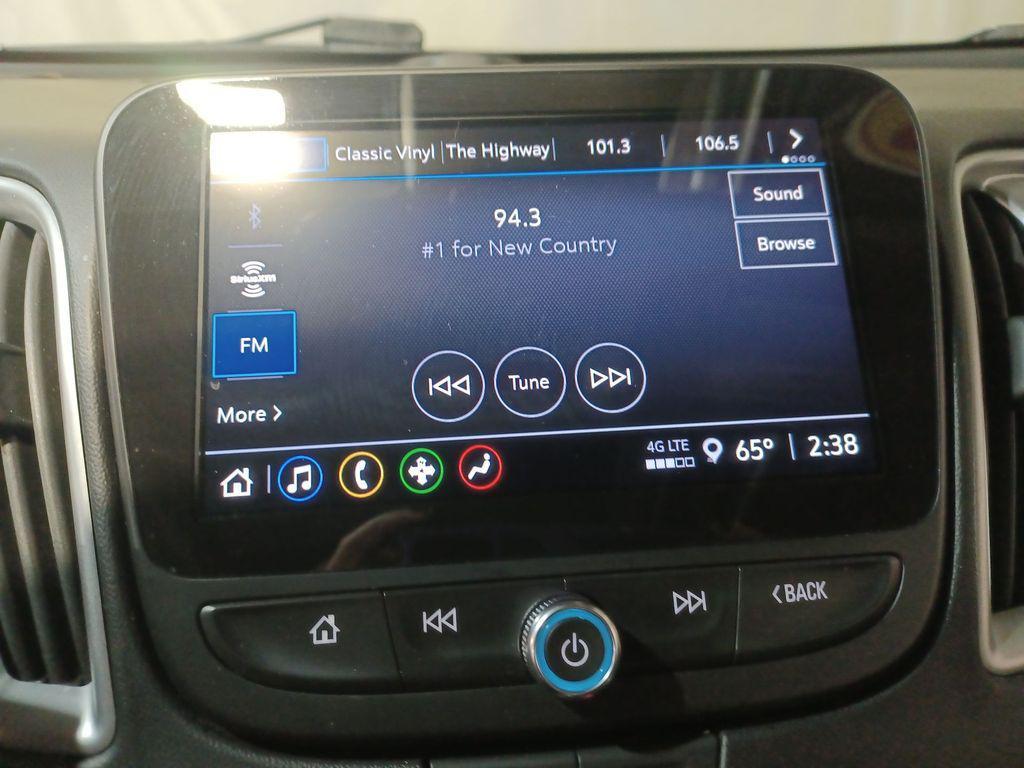 Classic Vinyl | The Highway | 101.3 | 106.5 |
Sound
94.3
#1 for New Country
Browse
SiriusXM
FM
Tune
More
4G LTE 65° | 2:38
BACK